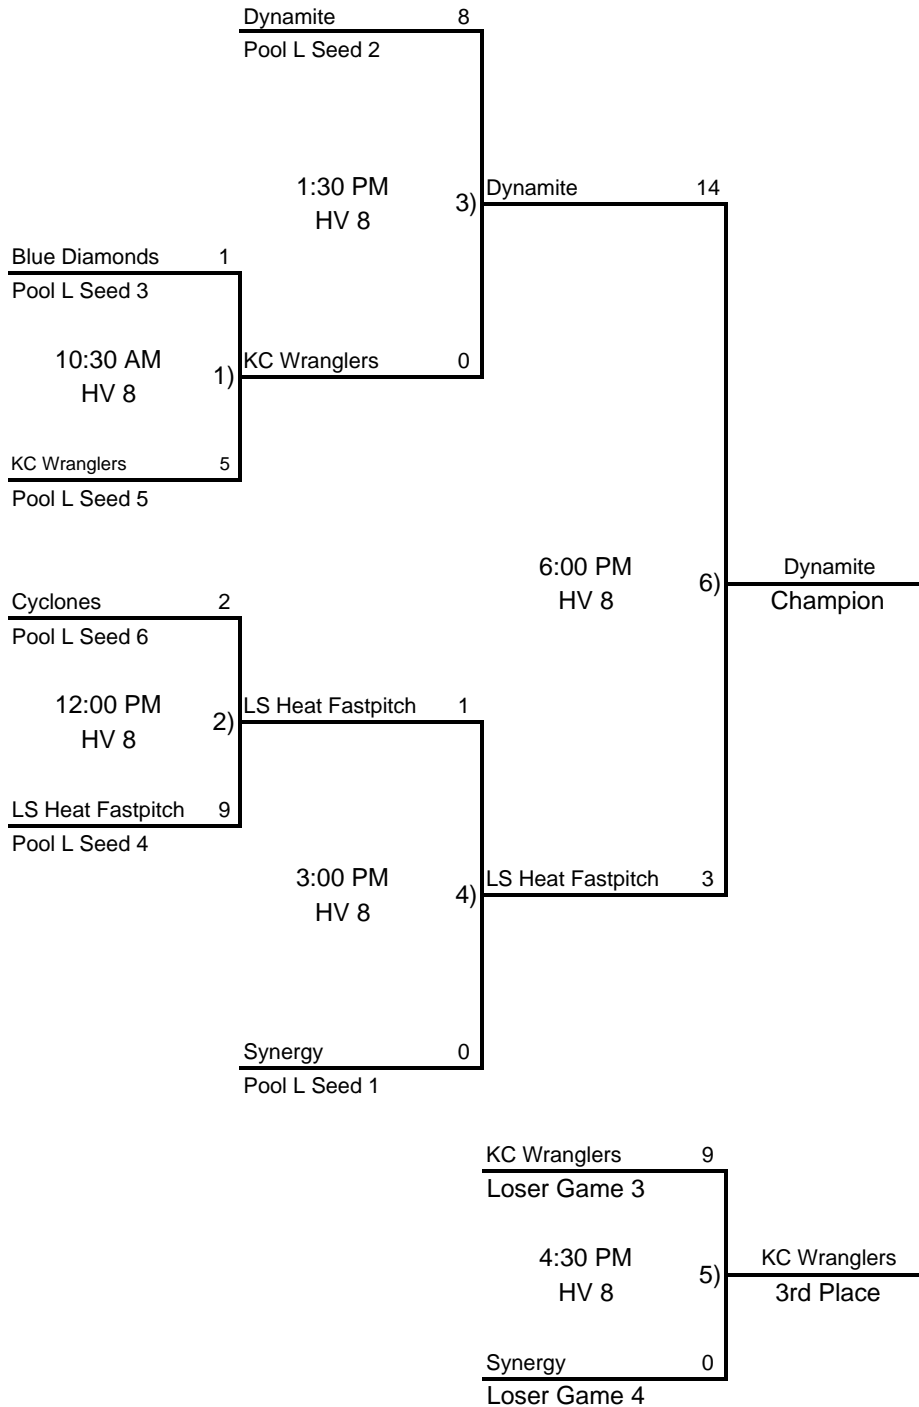 Dynamite 8
Pool L Seed 2
1:30 PM
HV 8
3)
Dynamite 14
Blue Diamonds 1
Pool L Seed 3
10:30 AM
HV 8
1)
KC Wranglers 0
KC Wranglers 5
Pool L Seed 5
6:00 PM
HV 8
6)
Dynamite
Champion
Cyclones 2
Pool L Seed 6
12:00 PM
HV 8
2)
LS Heat Fastpitch 1
LS Heat Fastpitch 9
Pool L Seed 4
3:00 PM
HV 8
4)
LS Heat Fastpitch 3
Synergy 0
Pool L Seed 1
KC Wranglers 9
Loser Game 3
4:30 PM
HV 8
5)
KC Wranglers
3rd Place
Synergy 0
Loser Game 4